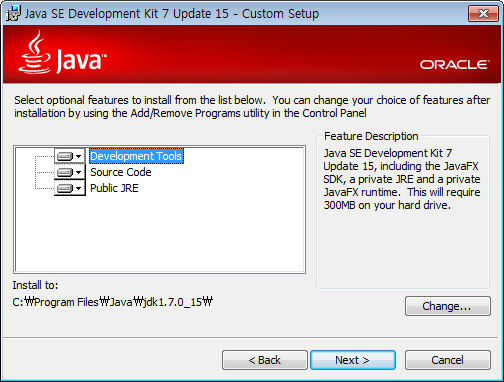 Java SE Development Kit 7 Update 15 - Custom Setup
Java™
ORACLE
Select optional features to install from the list below. You can change your choice of features after
installation by using the Add/Remove Programs utility in the Control Panel
Development Tools
Source Code
Public JRE
Feature Description
Java SE Development Kit 7
Update 15, including the JavaFX
SDK, a private JRE and a private
JavaFX runtime. This will require
300MB on your hard drive.
Install to:
C:₩Program Files₩Java₩jdk1.7.0_15₩
Change...
< Back
Next >
Cancel